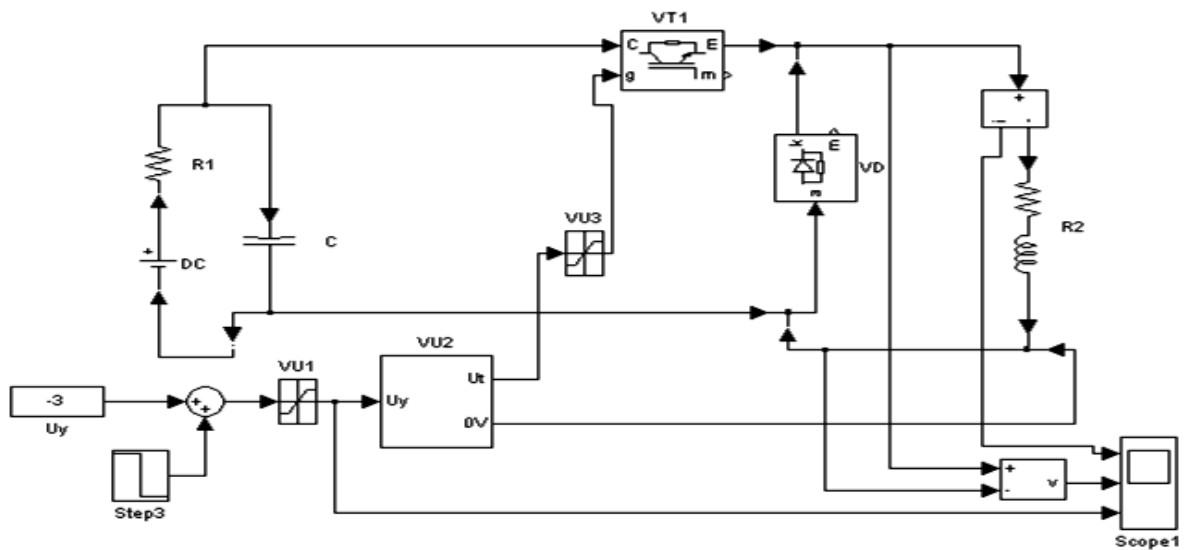 VT1
C E
g m
+
-i -
k m
VD
a
R1
R2
C
VU3
+
DC
VU1
VU2
Ut
Uy
0V
-3
Uy
+
+
Step3
+
-
v
Scope1